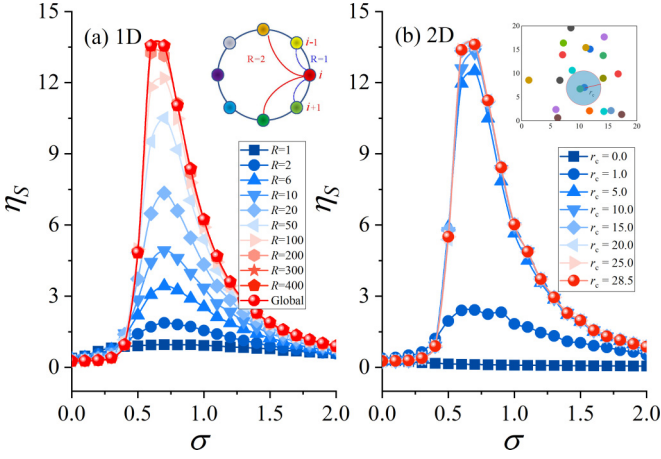 (a) 1D
R=2
R=1
i-1
i
i+1
R=1
R=2
R=6
R=10
R=20
R=50
R=100
R=200
R=300
R=400
Global
15
12
9
6
3
0
η_S
0.0 0.5 1.0 1.5 2.0
σ
(b) 2D
20
15
10
5
0
0 5 10 15 20
r_c
r_c = 0.0
r_c = 1.0
r_c = 5.0
r_c = 10.0
r_c = 15.0
r_c = 20.0
r_c = 25.0
r_c = 28.5
15
12
9
6
3
0
η_S
0.0 0.5 1.0 1.5 2.0
σ